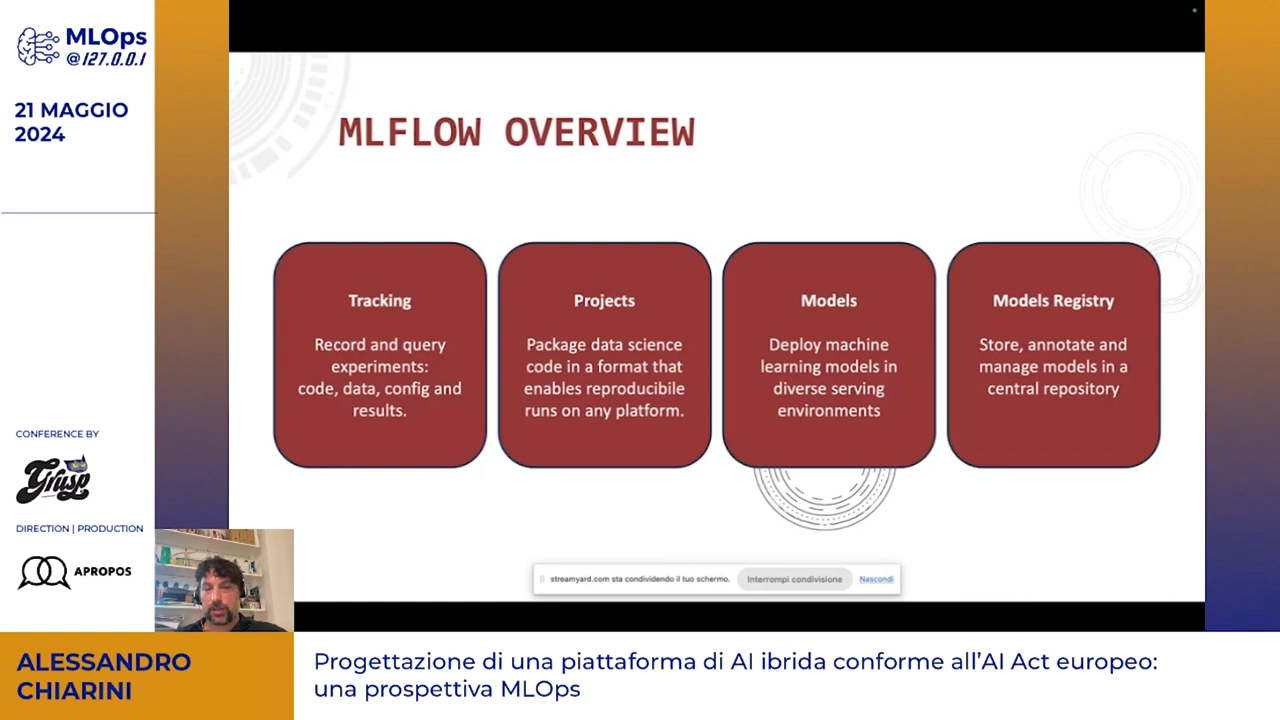 MLOps
@127.0.0.1
21 MAGGIO
2024
CONFERENCE BY
Grusp
DIRECTION | PRODUCTION
APROPOS
MLFLOW OVERVIEW
Tracking
Record and query
experiments:
code, data, config and
results.
Projects
Package data science
code in a format that
enables reproducibile
runs on any platform.
Models
Deploy machine
learning models in
diverse serving
environments
Models Registry
Store, annotate and
manage models in a
central repository
streamyard.com sta condividendo il tuo schermo. Interrompi condivisione Nascondi
ALESSANDRO
CHIARINI
Progettazione di una piattaforma di AI ibrida conforme all'AI Act europeo:
una prospettiva MLOps